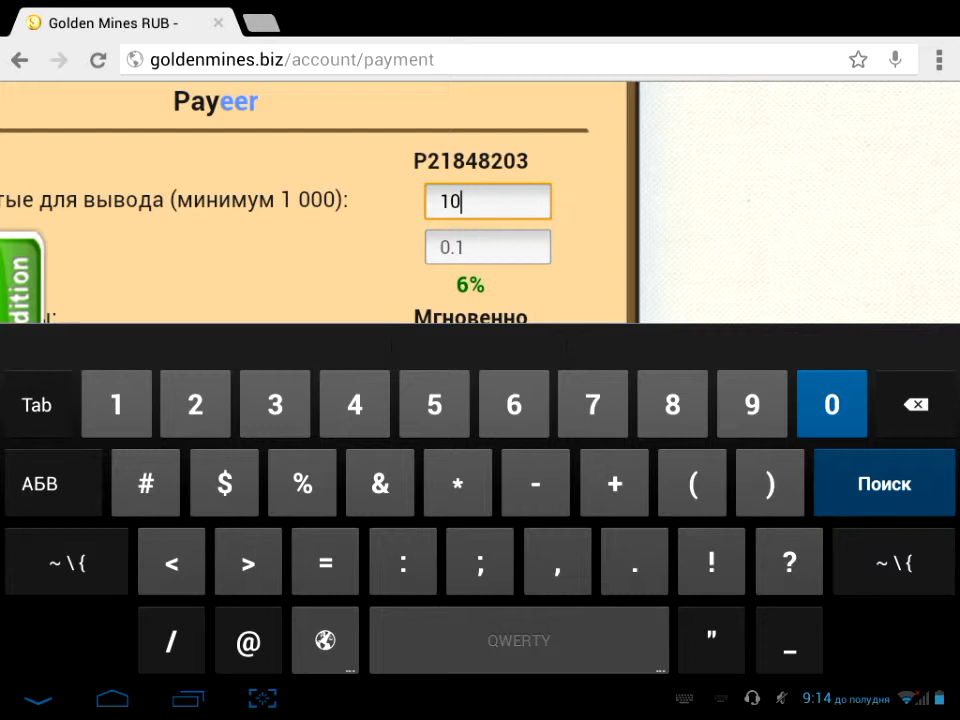 Golden Mines RUB -
goldenmines.biz/account/payment
Payeer
P21848203
тые для вывода (минимум 1 000):
10
0.1
6%
dition
ы:
Мгновенно
Tab 1 2 3 4 5 6 7 8 9 0
АБВ # $ % & * - + ( ) Поиск
~ \ { < > = : ; , . ! ? ~ \ {
/ @ QWERTY " _
9:14 до полудня